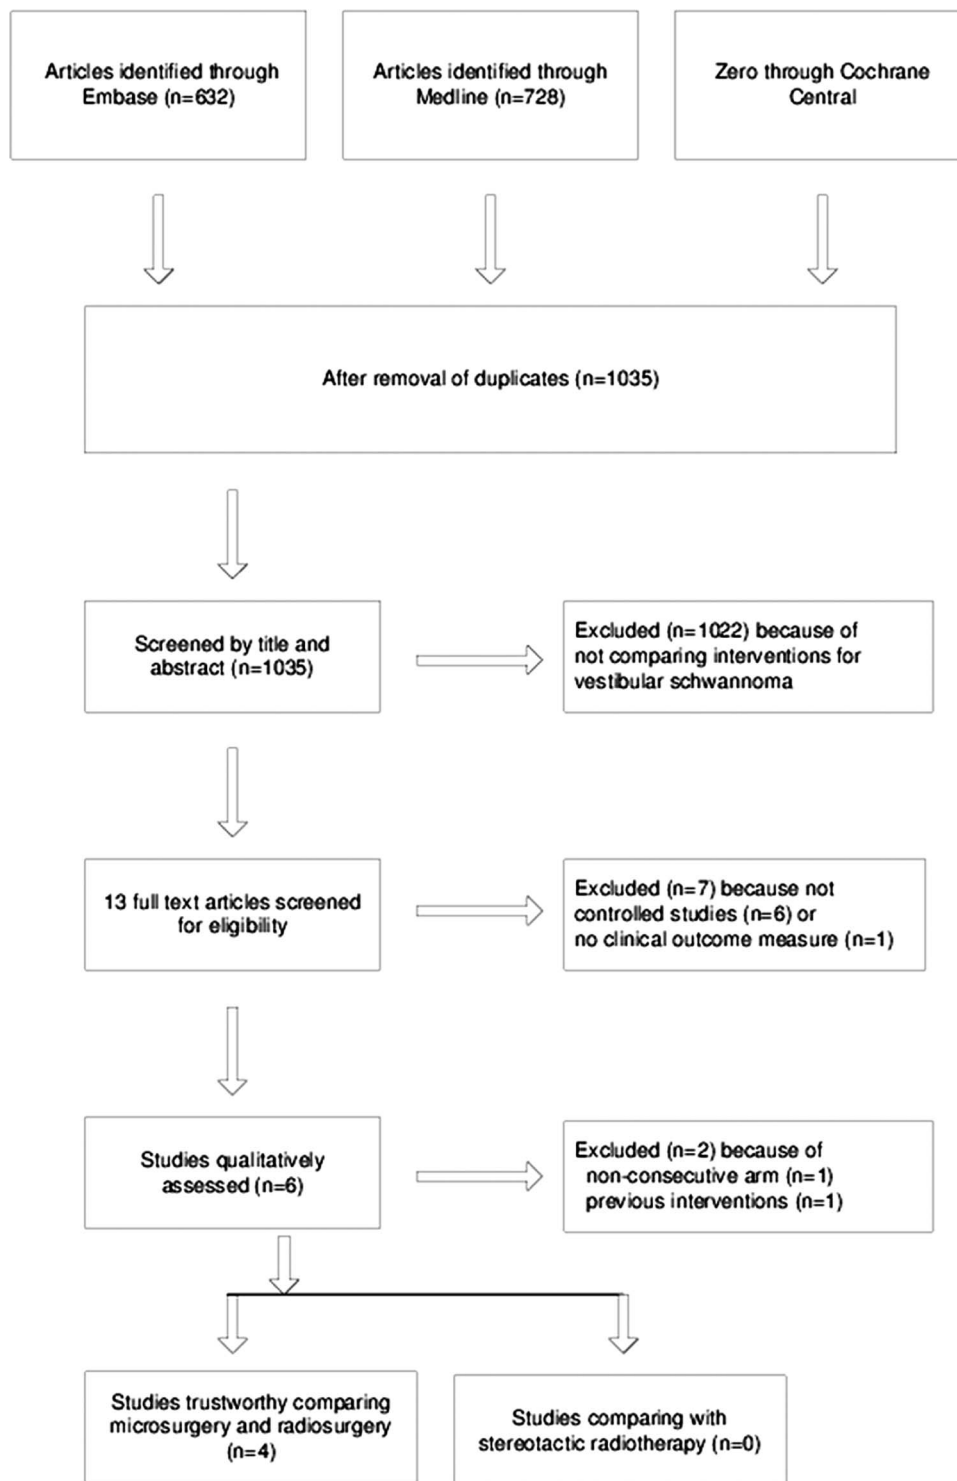 Articles identified through
Embase (n=632)
Articles identified through
Medline (n=728)
Zero through Cochrane
Central
After removal of duplicates (n=1035)
Screened by title and
abstract (n=1035)
Excluded (n=1022) because of
not comparing interventions for
vestibular schwannoma
13 full text articles screened
for eligibility
Excluded (n=7) because not
controlled studies (n=6) or
no clinical outcome measure (n=1)
Studies qualitatively
assessed (n=6)
Excluded (n=2) because of
non-consecutive arm (n=1)
previous interventions (n=1)
Studies trustworthy comparing
microsurgery and radiosurgery
(n=4)
Studies comparing with
stereotactic radiotherapy (n=0)